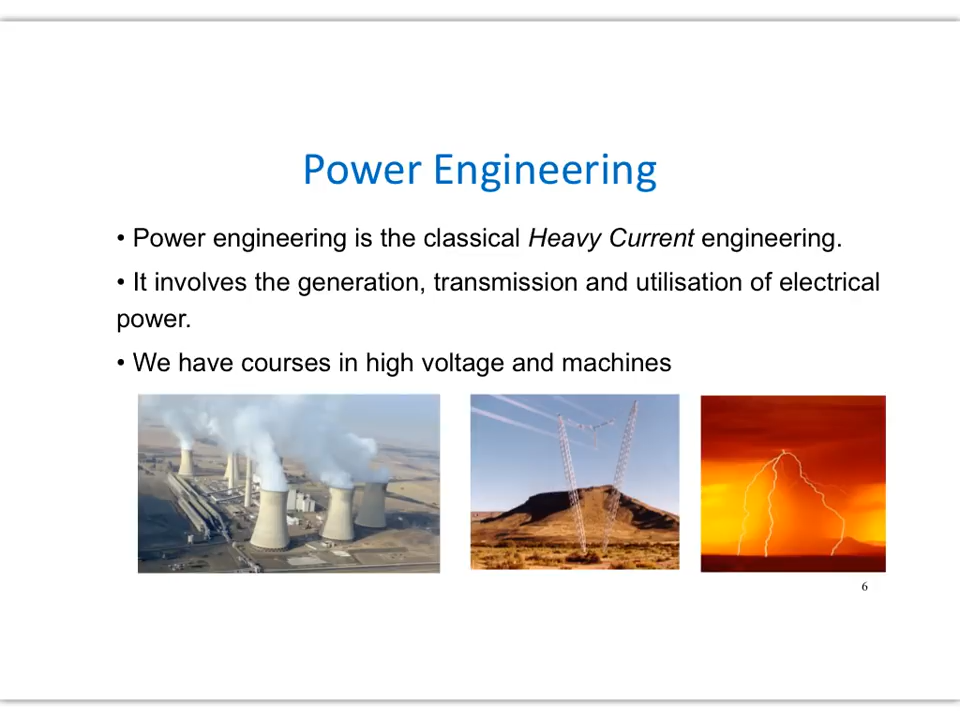 Power Engineering
• Power engineering is the classical Heavy Current engineering.
• It involves the generation, transmission and utilisation of electrical
power.
• We have courses in high voltage and machines
6